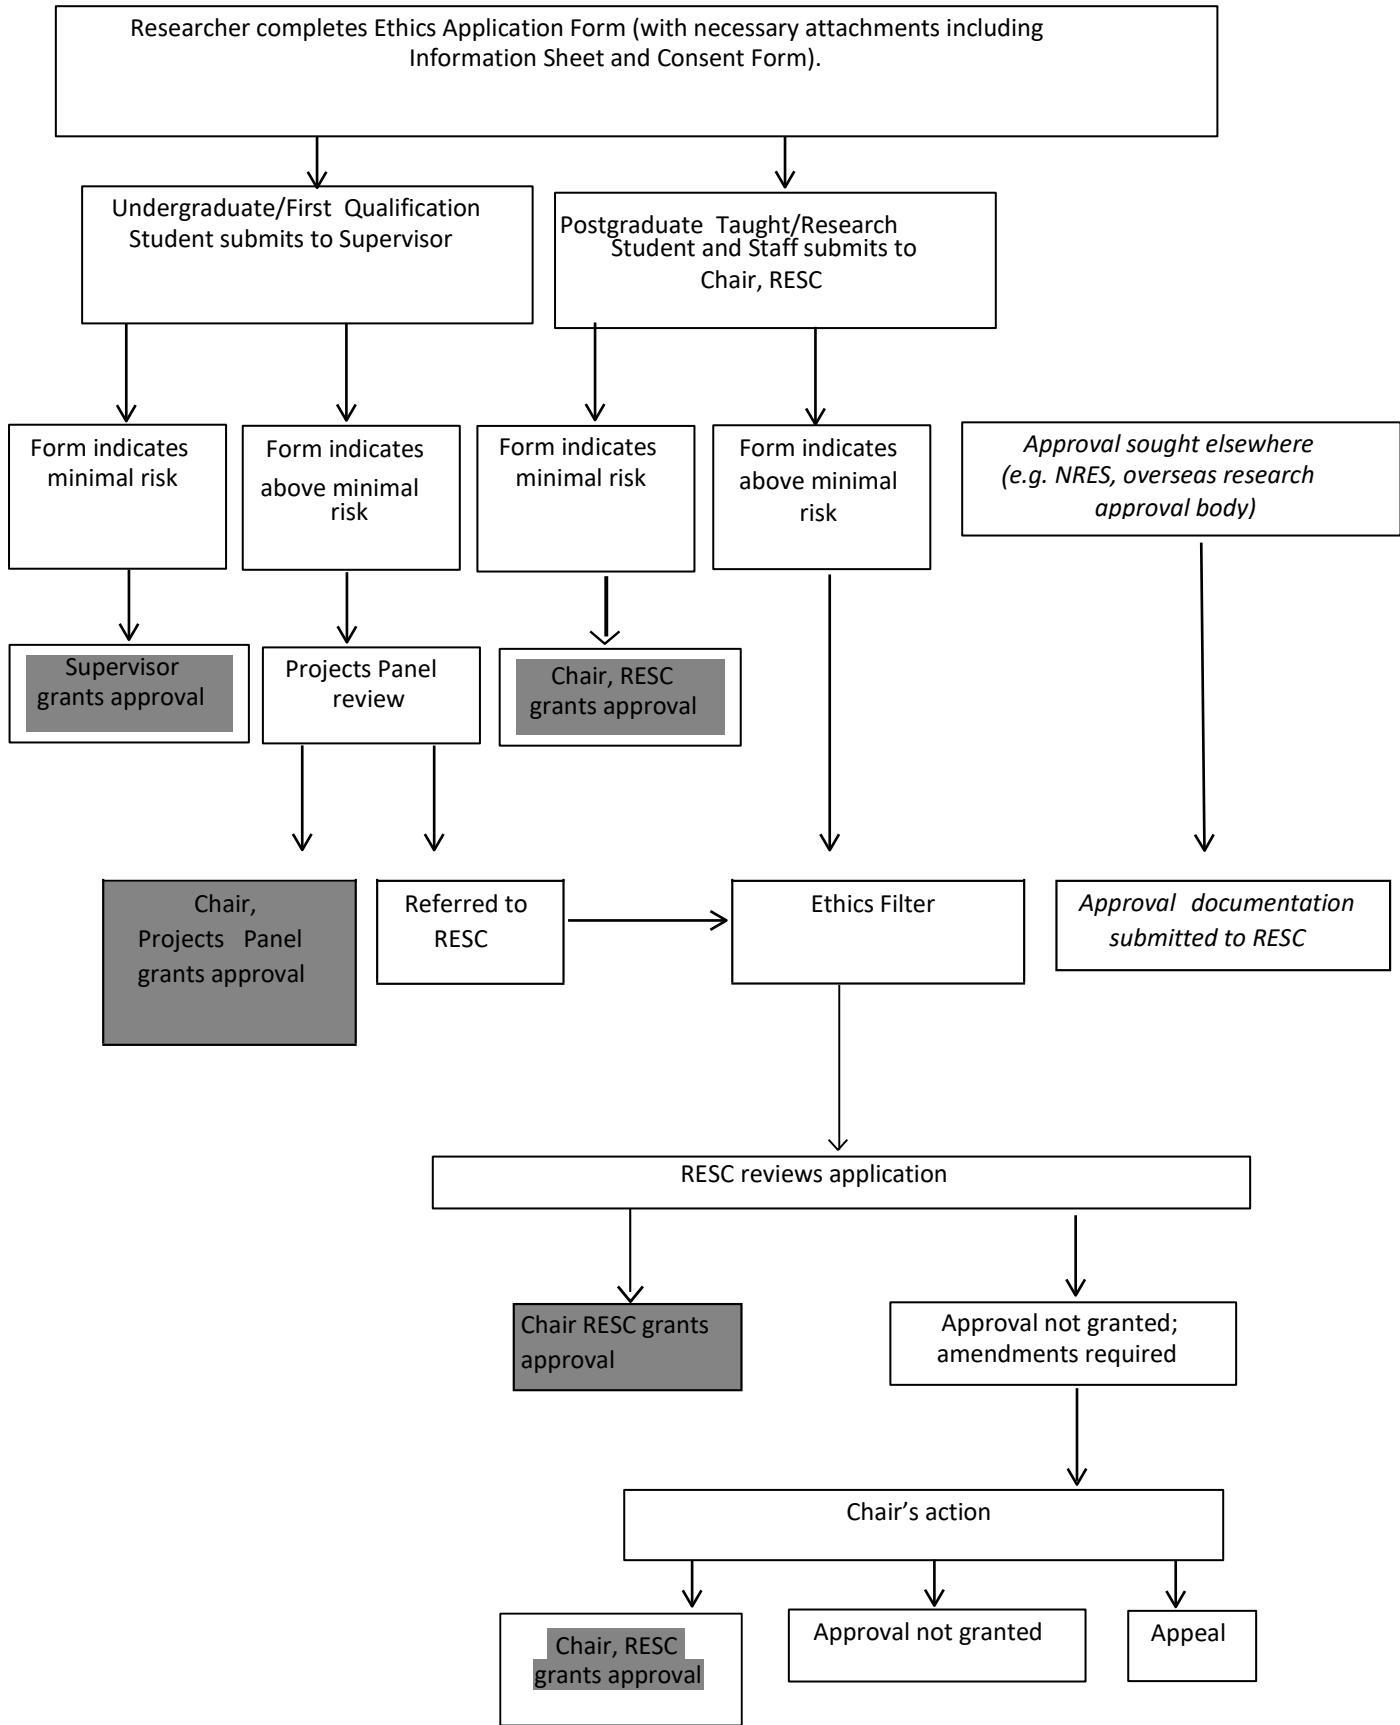 Researcher completes Ethics Application Form (with necessary attachments including
Information Sheet and Consent Form).
Undergraduate/First Qualification
Student submits to Supervisor
Postgraduate Taught/Research
Student and Staff submits to
Chair, RESC
Form indicates
minimal risk
Form indicates
above minimal
risk
Form indicates
minimal risk
Form indicates
above minimal
risk
Approval sought elsewhere
(e.g. NRES, overseas research
approval body)
Supervisor
grants approval
Projects Panel
review
Chair, RESC
grants approval
Chair,
Projects Panel
grants approval
Referred to
RESC
Ethics Filter
Approval documentation
submitted to RESC
RESC reviews application
Chair RESC grants
approval
Approval not granted;
amendments required
Chair’s action
Chair, RESC
grants approval
Approval not granted
Appeal